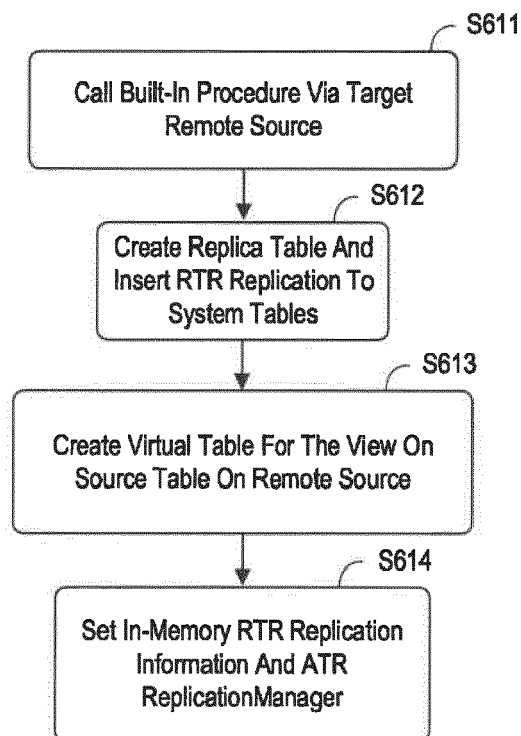 S611
Call Built-In Procedure Via Target
Remote Source
S612
Create Replica Table And
Insert RTR Replication To
System Tables
S613
Create Virtual Table For The View On
Source Table On Remote Source
S614
Set In-Memory RTR Replication
Information And ATR
ReplicationManager